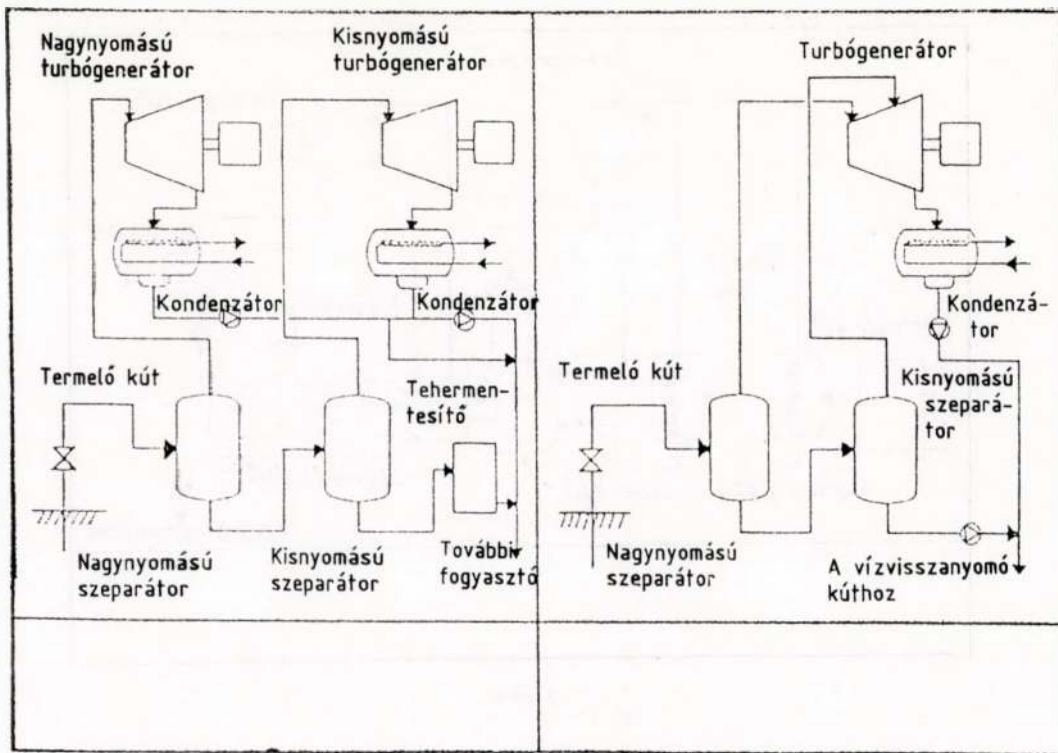 Nagynyomású
turbógenerátor
Kisnyomású
turbógenerátor
Kondenzátor
Kondenzátor
Termelő kút
Tehermen-
tesítő
Nagynyomású
szeparátor
Kisnyomású
szeparátor
További
fogyasztó
Turbógenerátor
Kondenzá-
tor
Termelő kút
Kisnyomású
szepará-
tor
Nagynyomású
szeparátor
A vízvisszanyomó
kúthoz